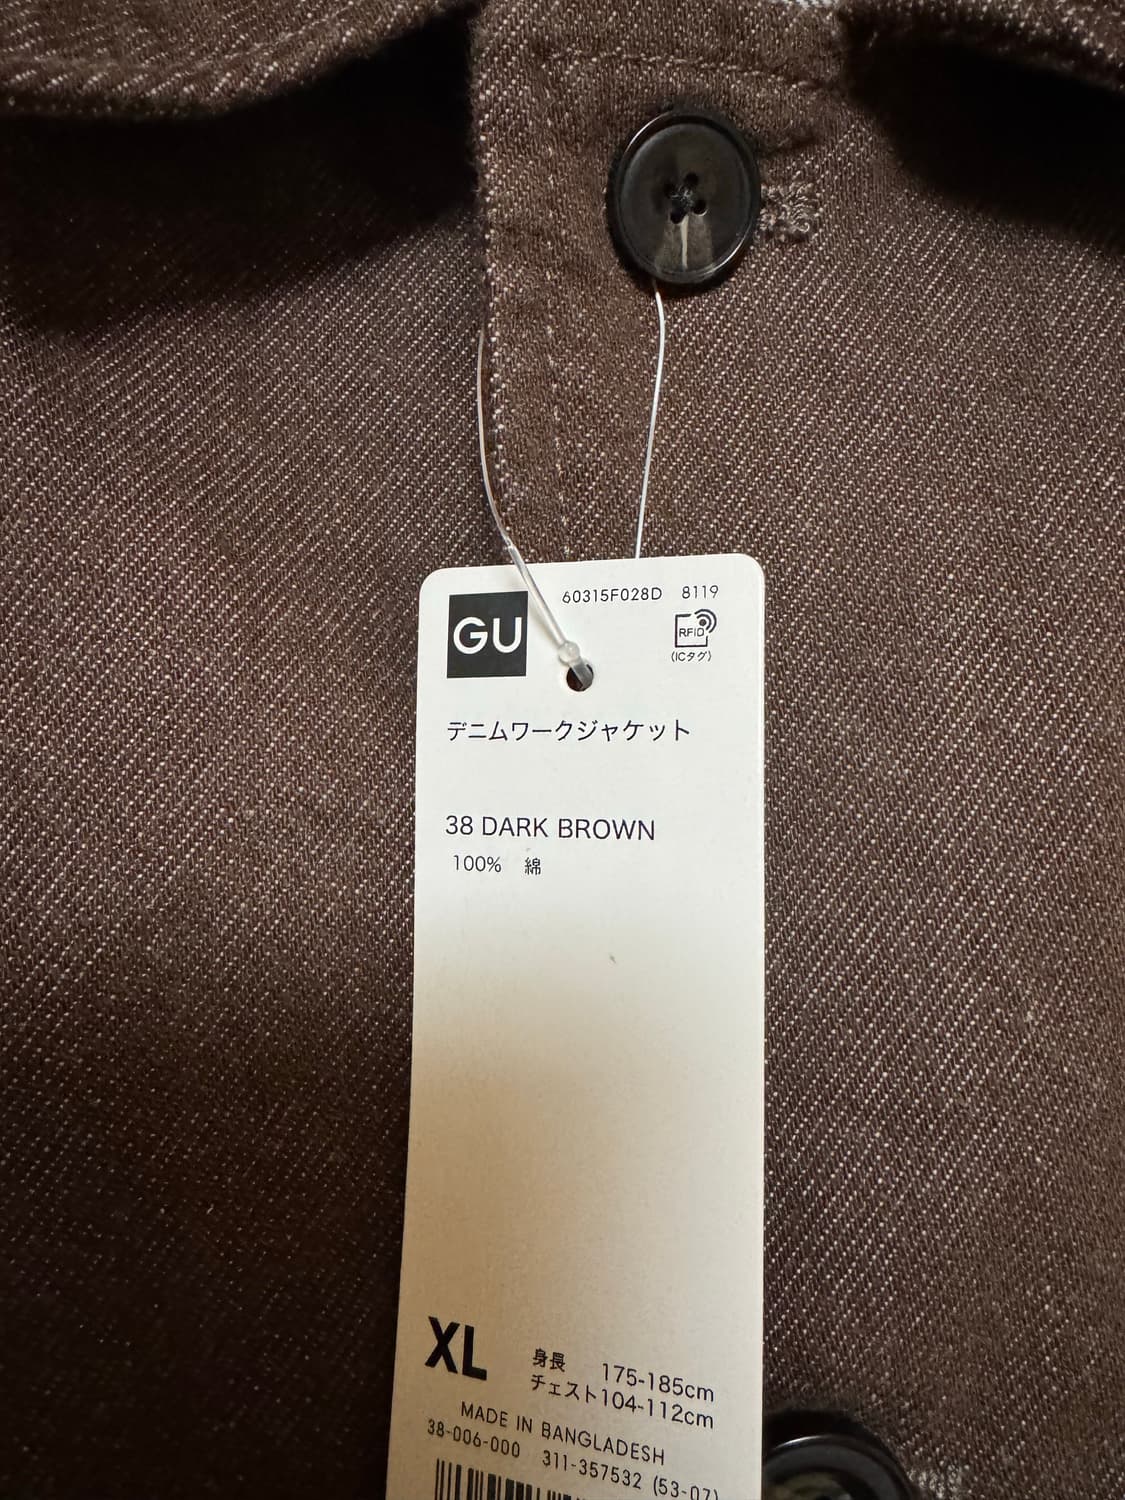 60315F028D 8119
GU
RFID
(ICタグ)
デニムワークジャケット
38 DARK BROWN
100% 綿
XL
身長 175-185cm
チェスト104-112cm
MADE IN BANGLADESH
38-006-000 311-357532 (53-07)